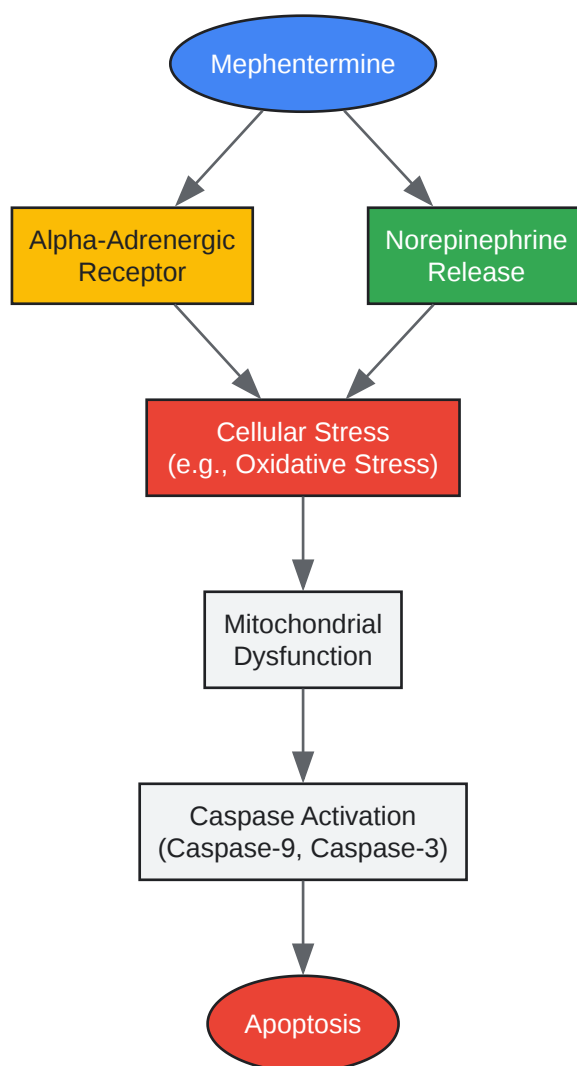 Mephentermine
Alpha-Adrenergic
Receptor
Norepinephrine
Release
Cellular Stress
(e.g., Oxidative Stress)
Mitochondrial
Dysfunction
Caspase Activation
(Caspase-9, Caspase-3)
Apoptosis